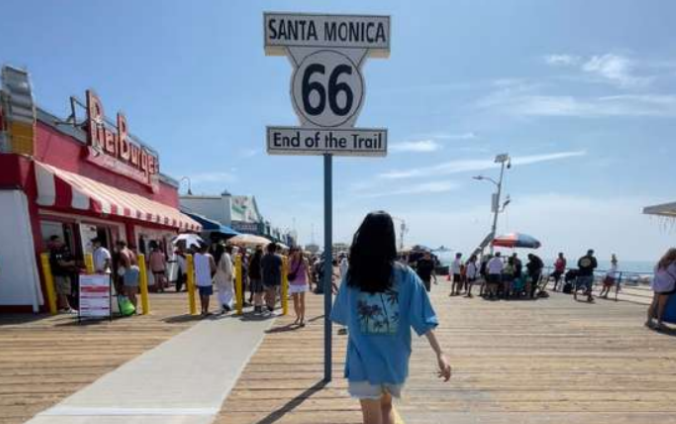 SANTA MONICA
66
End of the Trail
Pier Burger